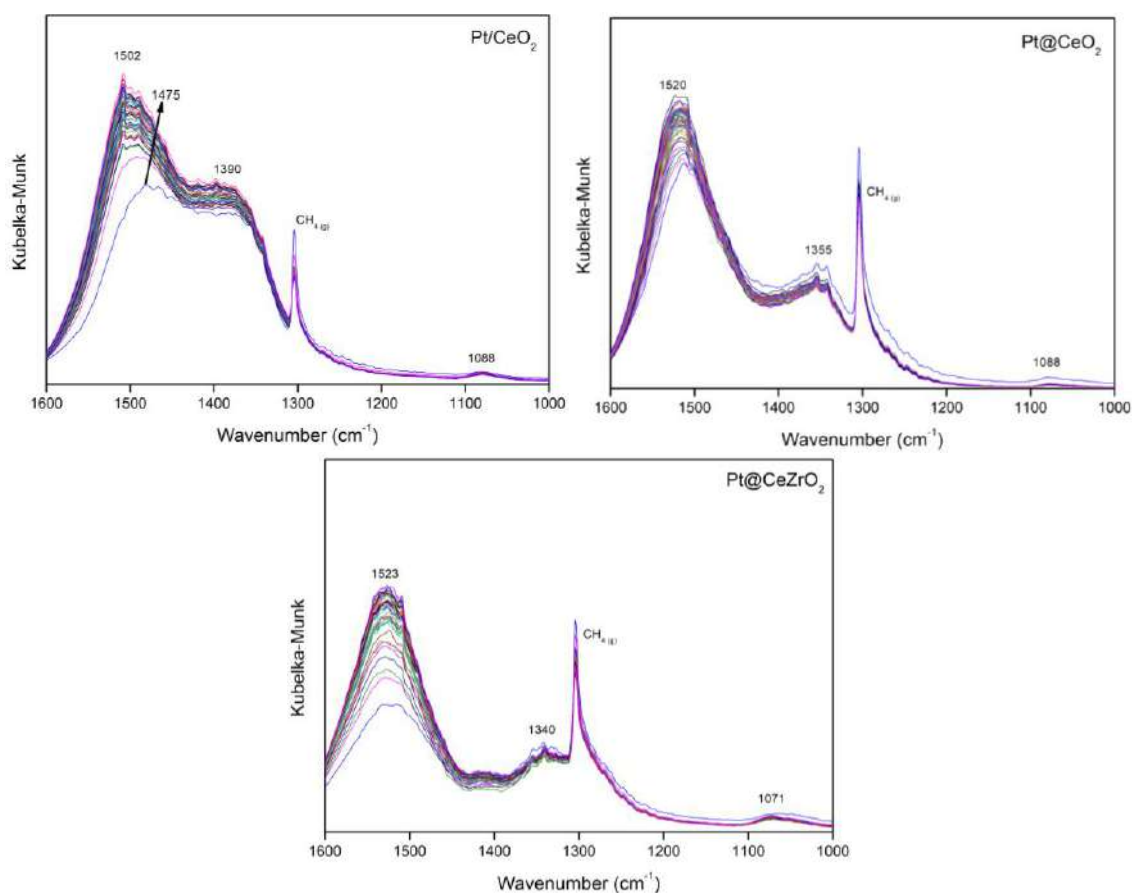 Pt/CeO₂
1502
1475
1390
CH₄ (g)
1088
Kubelka-Munk
1600 1500 1400 1300 1200 1100 1000
Wavenumber (cm⁻¹)
Pt@CeO₂
1520
CH₄ (g)
1355
1088
Kubelka-Munk
1600 1500 1400 1300 1200 1100 1000
Wavenumber (cm⁻¹)
Pt@CeZrO₂
1523
CH₄ (g)
1340
1071
Kubelka-Munk
1600 1500 1400 1300 1200 1100 1000
Wavenumber (cm⁻¹)